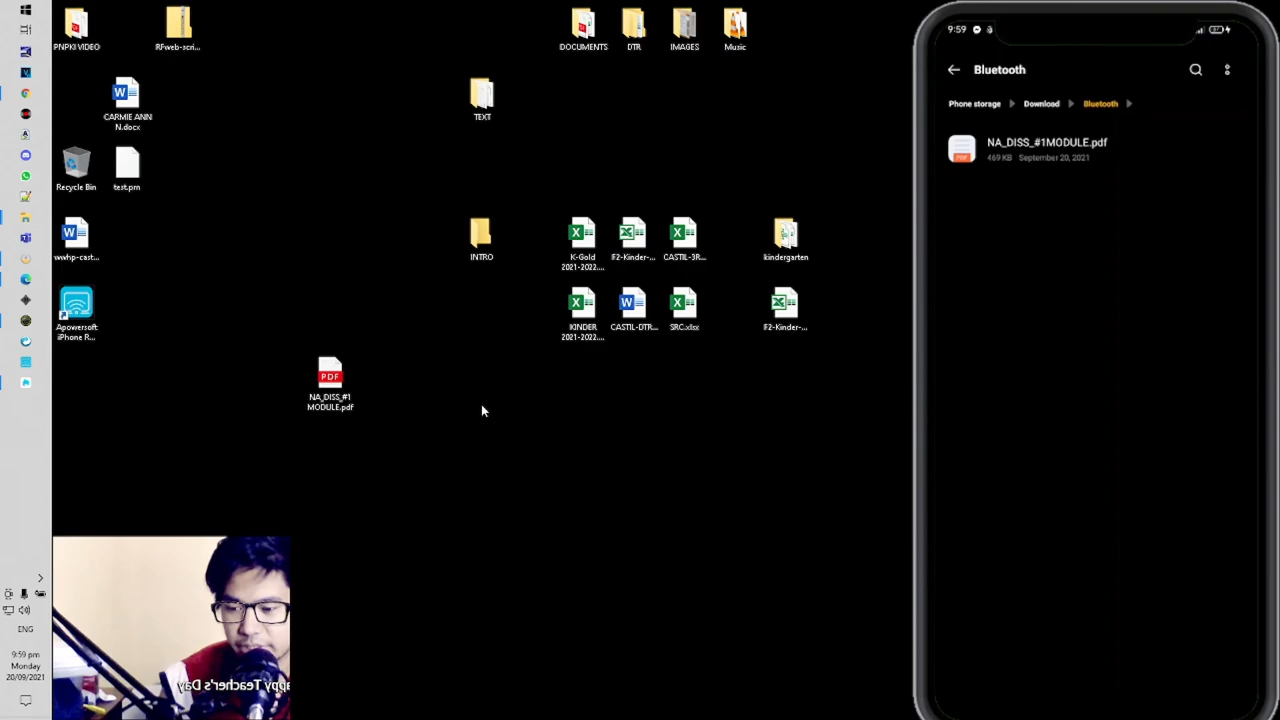 PNPKI VIDEO
RFweb-scri...
DOCUMENTS
DTR
IMAGES
Music
CARMIE ANN
N.docx
TEXT
Recycle Bin
test.prn
wwhp-cast...
INTRO
K-Gold
2021-2022....
F2-Kinder-...
CASTIL-3R...
kindergarten
Apowersoft
iPhone R...
KINDER
2021-2022....
CASTIL-DTR...
SRC.xlsx
F2-Kinder-...
PDF
NA_DISS_#1
MODULE.pdf
ENG
9:59 pm
Monday
20/09/2021
appy Teacher's Day
9:59
Bluetooth
Phone storage
Download
Bluetooth
PDF
NA_DISS_#1MODULE.pdf
469 KB September 20, 2021